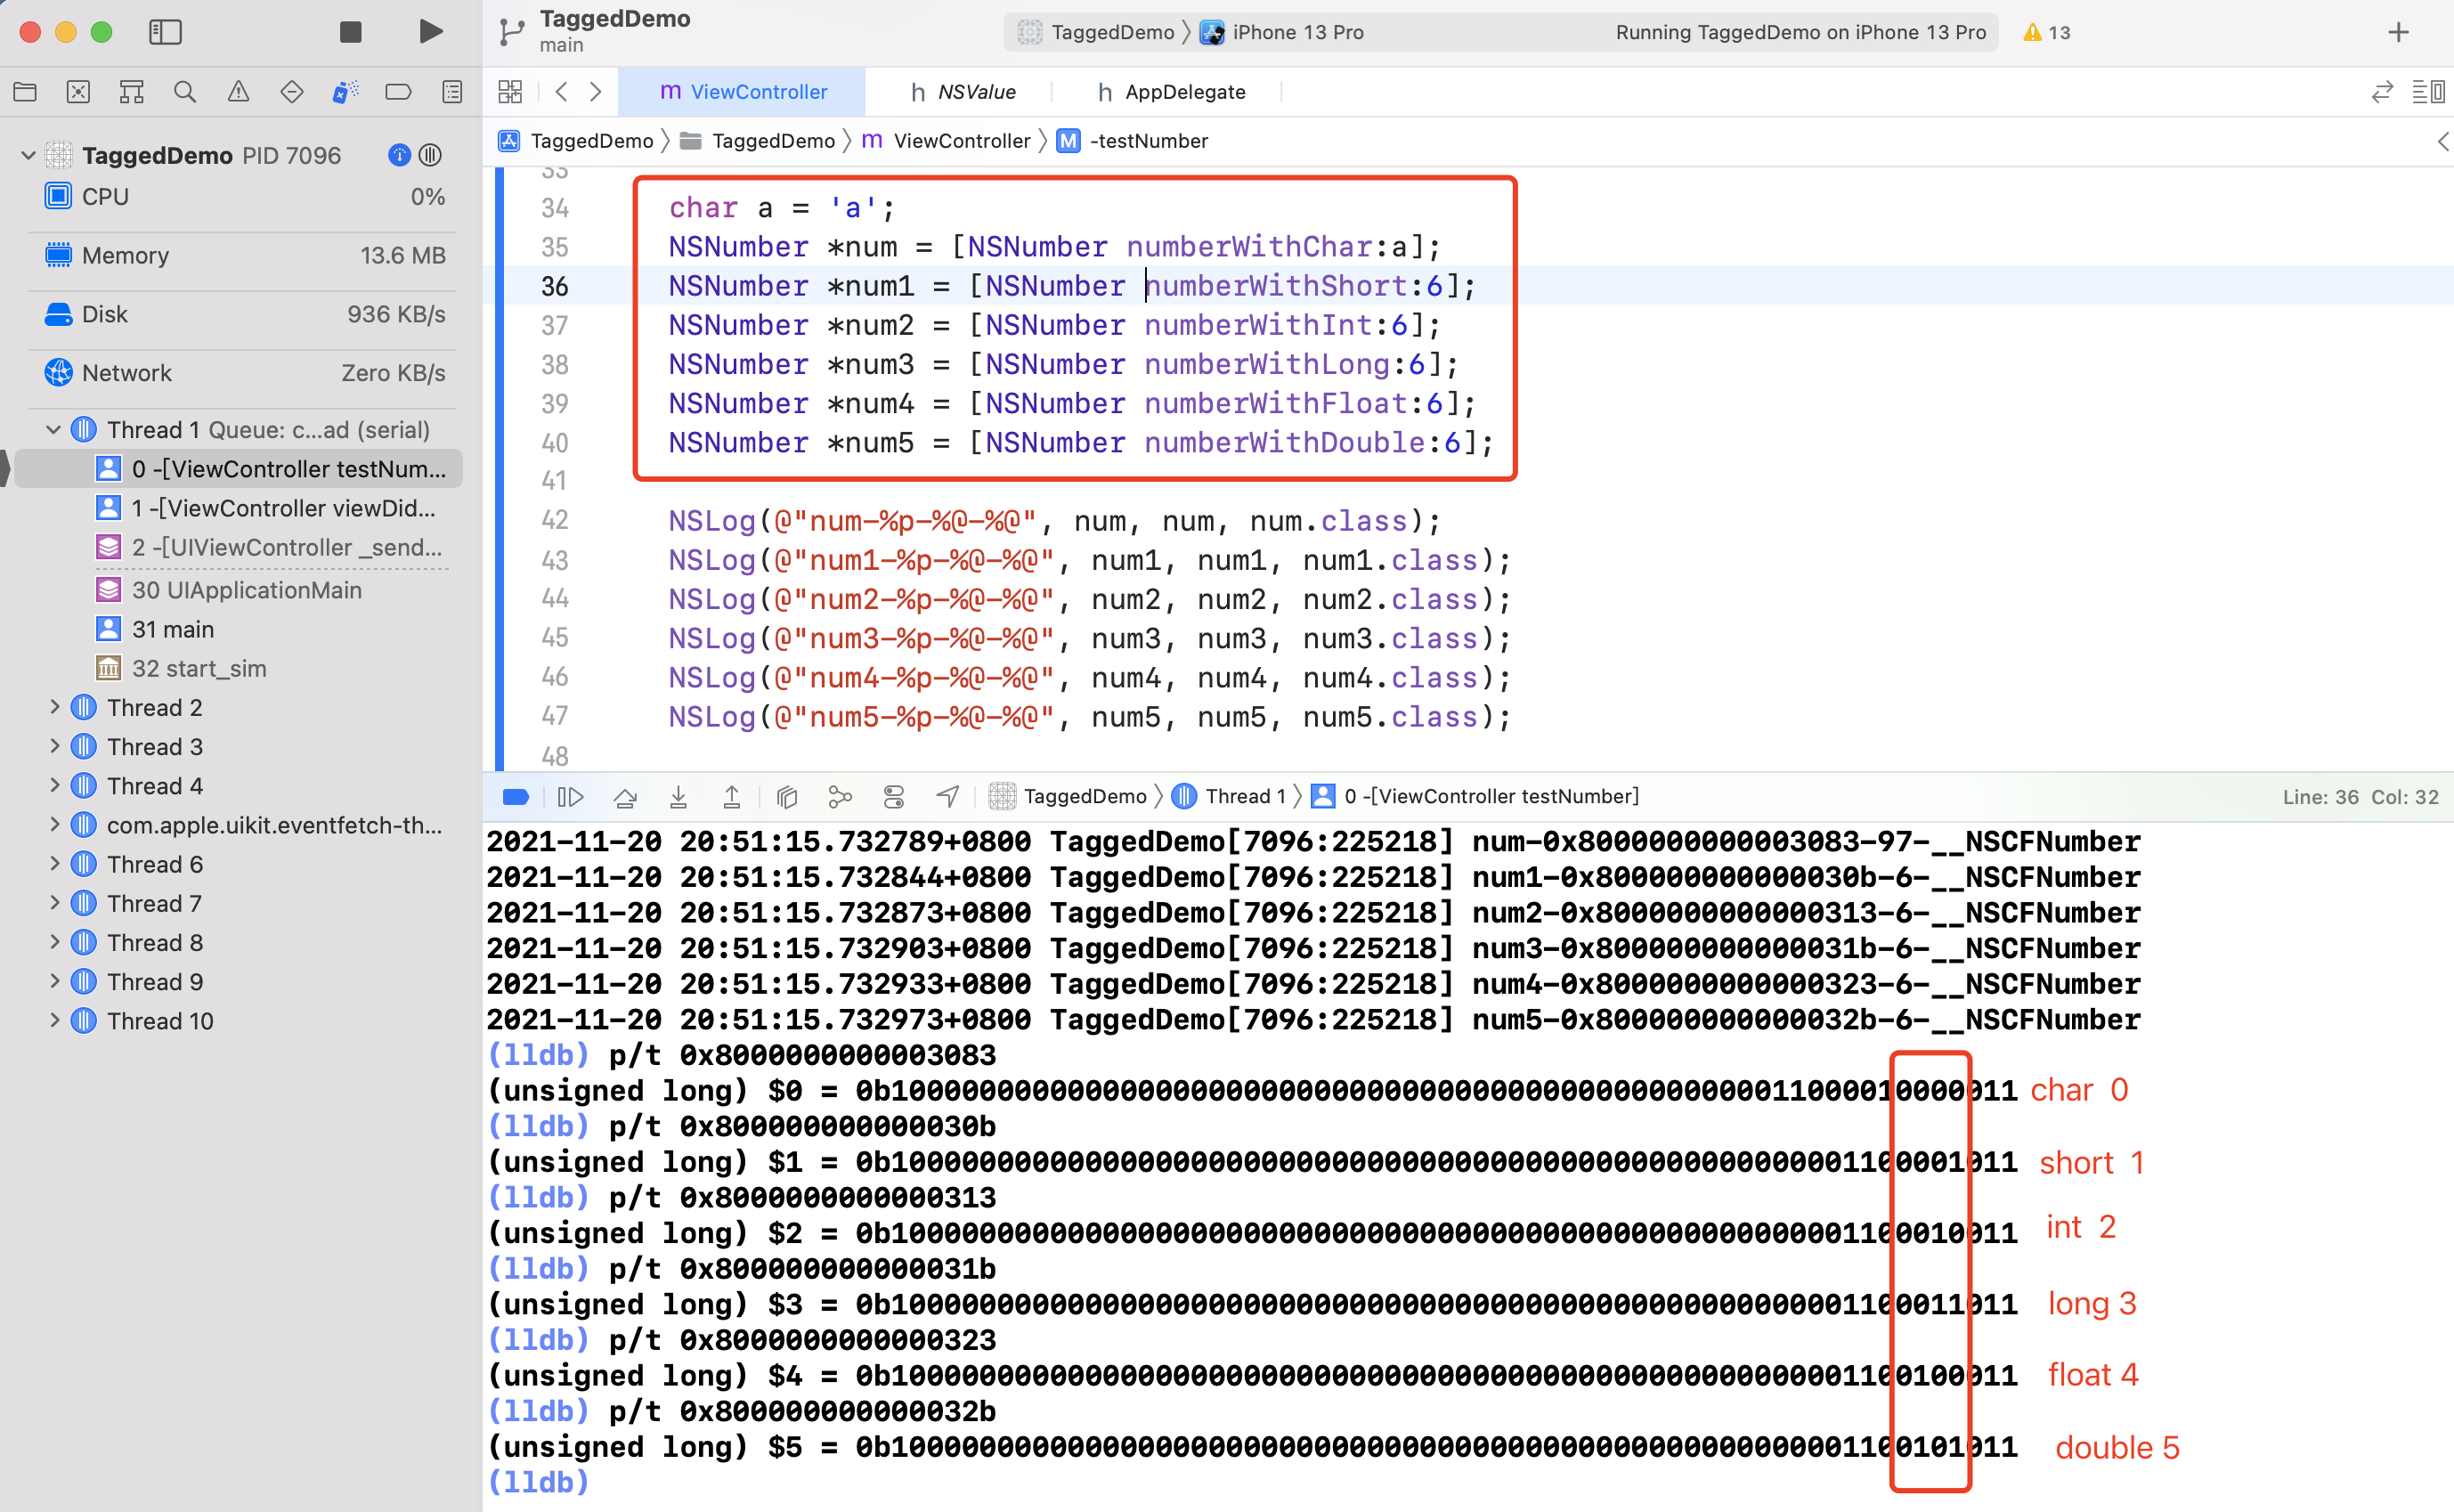 TaggedDemo
main
TaggedDemo 〉 iPhone 13 Pro
Running TaggedDemo on iPhone 13 Pro
13
ViewController
NSValue
AppDelegate
TaggedDemo 〉 TaggedDemo 〉 ViewController 〉 M -testNumber
TaggedDemo PID 7096
CPU 0%
Memory 13.6 MB
Disk 936 KB/s
Network Zero KB/s
Thread 1 Queue: c...ad (serial)
0 -[ViewController testNum...
1 -[ViewController viewDid...
2 -[UIViewController _send...
30 UIApplicationMain
31 main
32 start_sim
Thread 2
Thread 3
Thread 4
com.apple.uikit.eventfetch-th...
Thread 6
Thread 7
Thread 8
Thread 9
Thread 10
33
34 char a = 'a';
35 NSNumber *num = [NSNumber numberWithChar:a];
36 NSNumber *num1 = [NSNumber numberWithShort:6];
37 NSNumber *num2 = [NSNumber numberWithInt:6];
38 NSNumber *num3 = [NSNumber numberWithLong:6];
39 NSNumber *num4 = [NSNumber numberWithFloat:6];
40 NSNumber *num5 = [NSNumber numberWithDouble:6];
41
42 NSLog(@"num-%p-%@-%@", num, num, num.class);
43 NSLog(@"num1-%p-%@-%@", num1, num1, num1.class);
44 NSLog(@"num2-%p-%@-%@", num2, num2, num2.class);
45 NSLog(@"num3-%p-%@-%@", num3, num3, num3.class);
46 NSLog(@"num4-%p-%@-%@", num4, num4, num4.class);
47 NSLog(@"num5-%p-%@-%@", num5, num5, num5.class);
48
TaggedDemo 〉 Thread 1 〉 0 -[ViewController testNumber]
Line: 36 Col: 32
2021-11-20 20:51:15.732789+0800 TaggedDemo[7096:225218] num-0x8000000000003083-97-__NSCFNumber
2021-11-20 20:51:15.732844+0800 TaggedDemo[7096:225218] num1-0x800000000000030b-6-__NSCFNumber
2021-11-20 20:51:15.732873+0800 TaggedDemo[7096:225218] num2-0x8000000000000313-6-__NSCFNumber
2021-11-20 20:51:15.732903+0800 TaggedDemo[7096:225218] num3-0x800000000000031b-6-__NSCFNumber
2021-11-20 20:51:15.732933+0800 TaggedDemo[7096:225218] num4-0x8000000000000323-6-__NSCFNumber
2021-11-20 20:51:15.732973+0800 TaggedDemo[7096:225218] num5-0x800000000000032b-6-__NSCFNumber
(lldb) p/t 0x8000000000003083
(unsigned long) $0 = 0b1000000000000000000000000000000000000000000000000011000010000011 char 0
(lldb) p/t 0x800000000000030b
(unsigned long) $1 = 0b1000000000000000000000000000000000000000000000000000001100001011 short 1
(lldb) p/t 0x8000000000000313
(unsigned long) $2 = 0b1000000000000000000000000000000000000000000000000000001100010011 int 2
(lldb) p/t 0x800000000000031b
(unsigned long) $3 = 0b1000000000000000000000000000000000000000000000000000001100011011 long 3
(lldb) p/t 0x8000000000000323
(unsigned long) $4 = 0b1000000000000000000000000000000000000000000000000000001100100011 float 4
(lldb) p/t 0x800000000000032b
(unsigned long) $5 = 0b1000000000000000000000000000000000000000000000000000001100101011 double 5
(lldb)